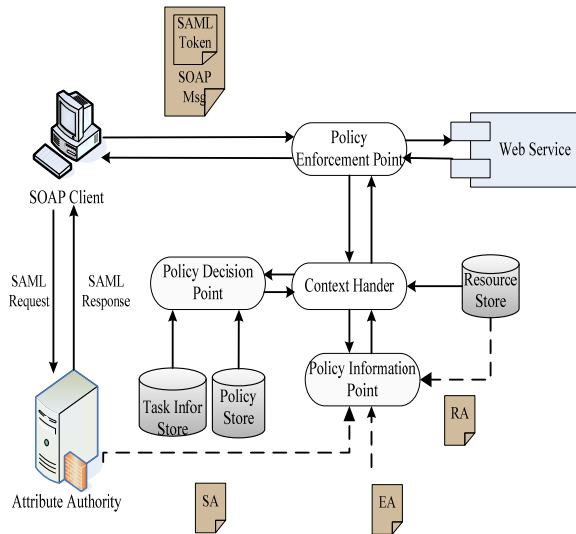 SAML
Token
SOAP
Msg
Policy
Enforcement Point
Web Service
SOAP Client
SAML
Request
SAML
Response
Policy Decision
Point
Context Hander
Resource
Store
Task Infor
Store
Policy
Store
Policy Information
Point
RA
Attribute Authority
SA
EA